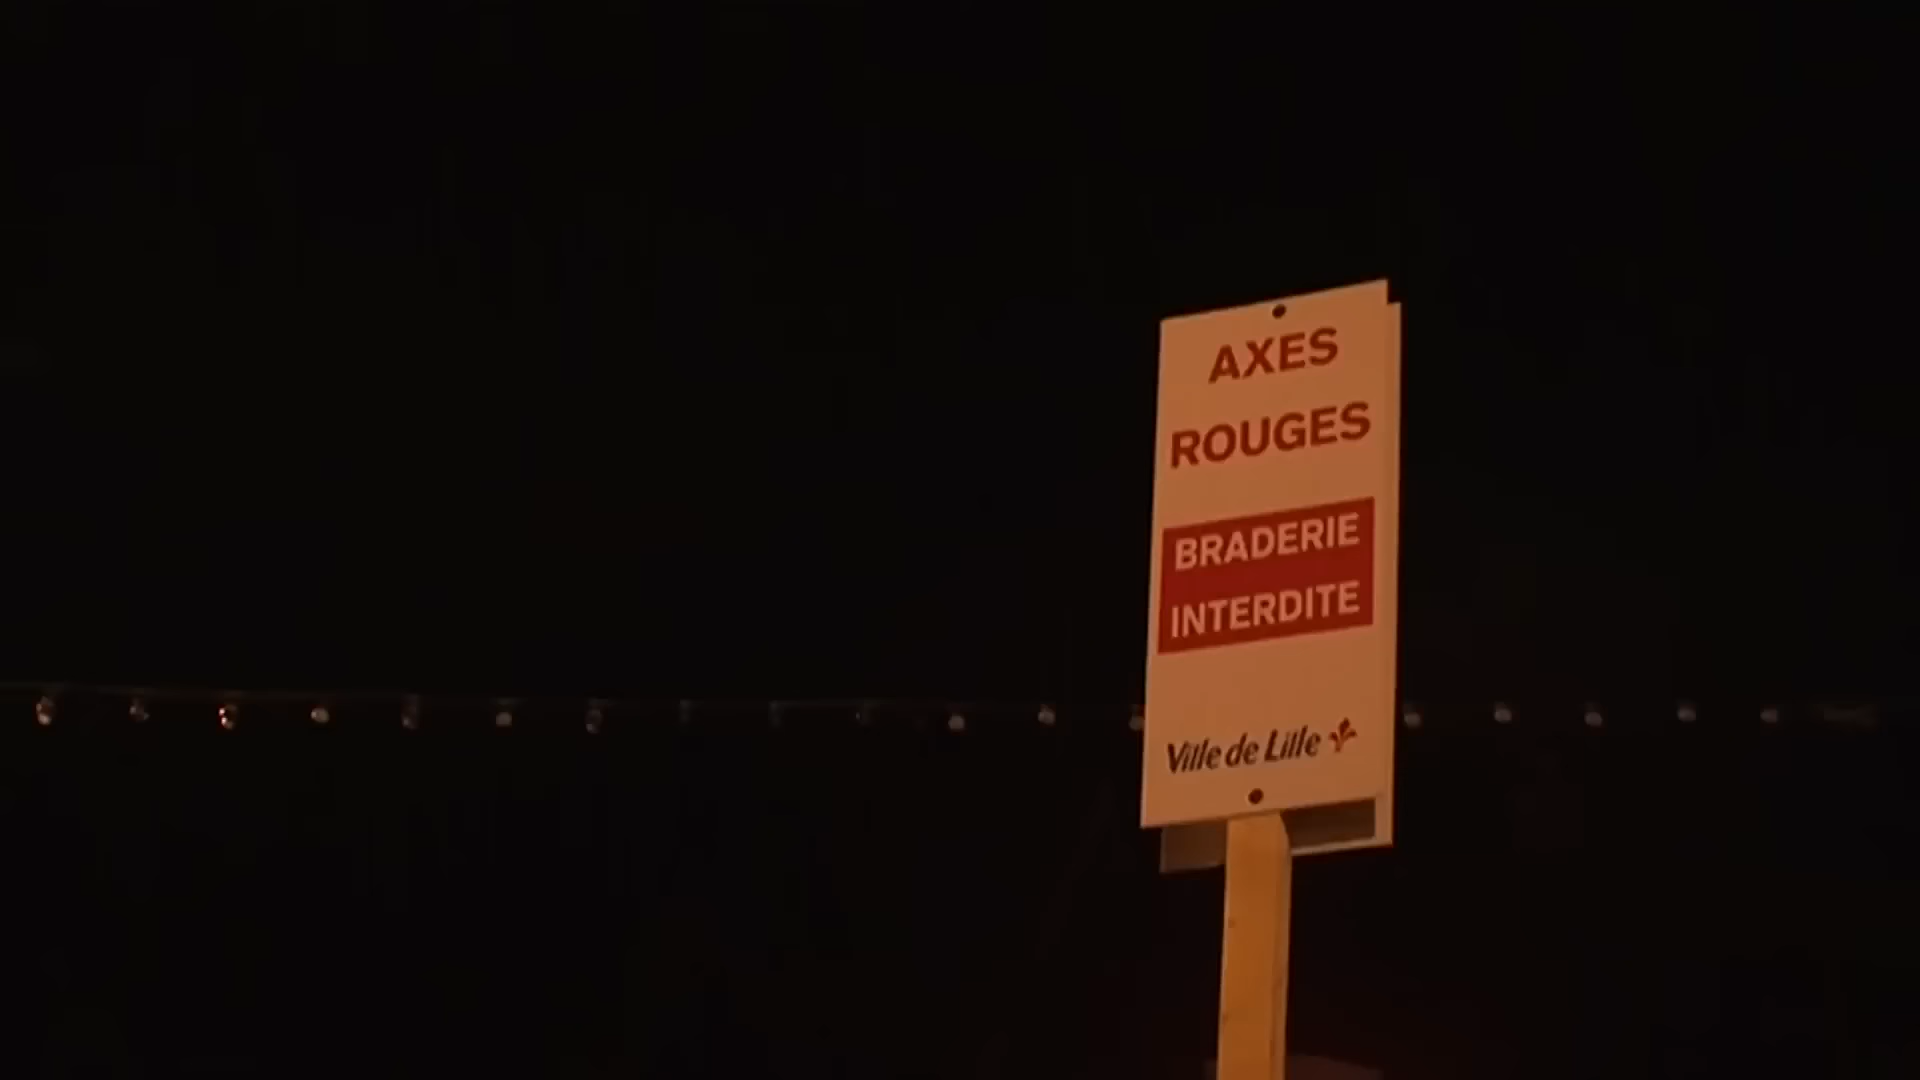 AXES
ROUGES
BRADERIE
INTERDITE
Ville de Lille